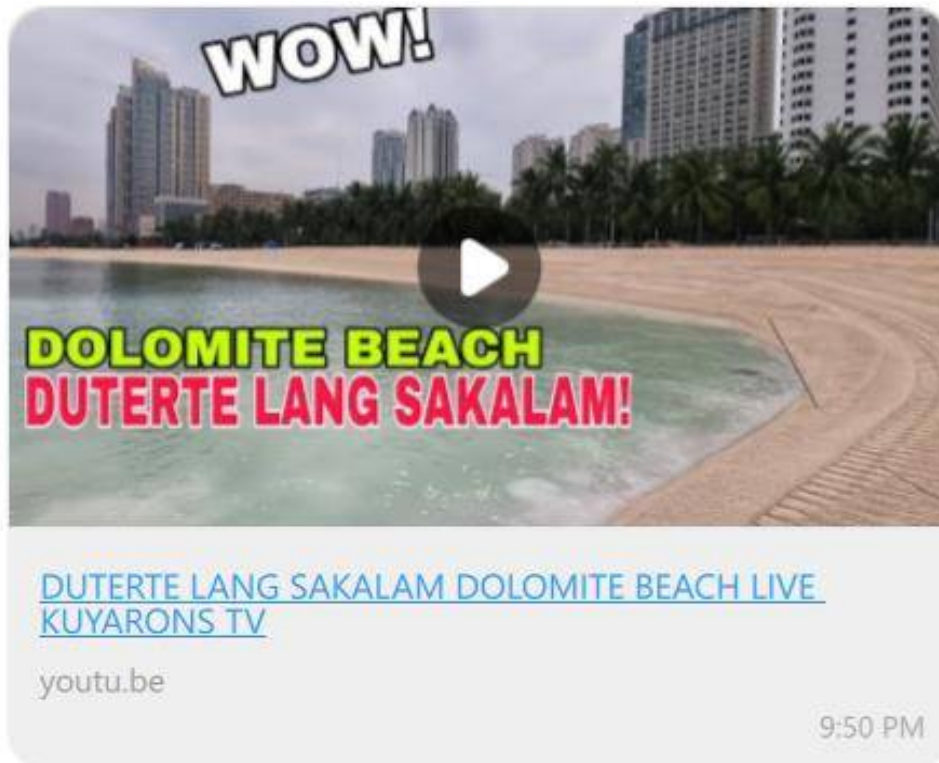 WOW!
DOLOMITE BEACH
DUTERTE LANG SAKALAM!
DUTERTE LANG SAKALAM DOLOMITE BEACH LIVE
KUYARONS TV
youtu.be
9:50 PM